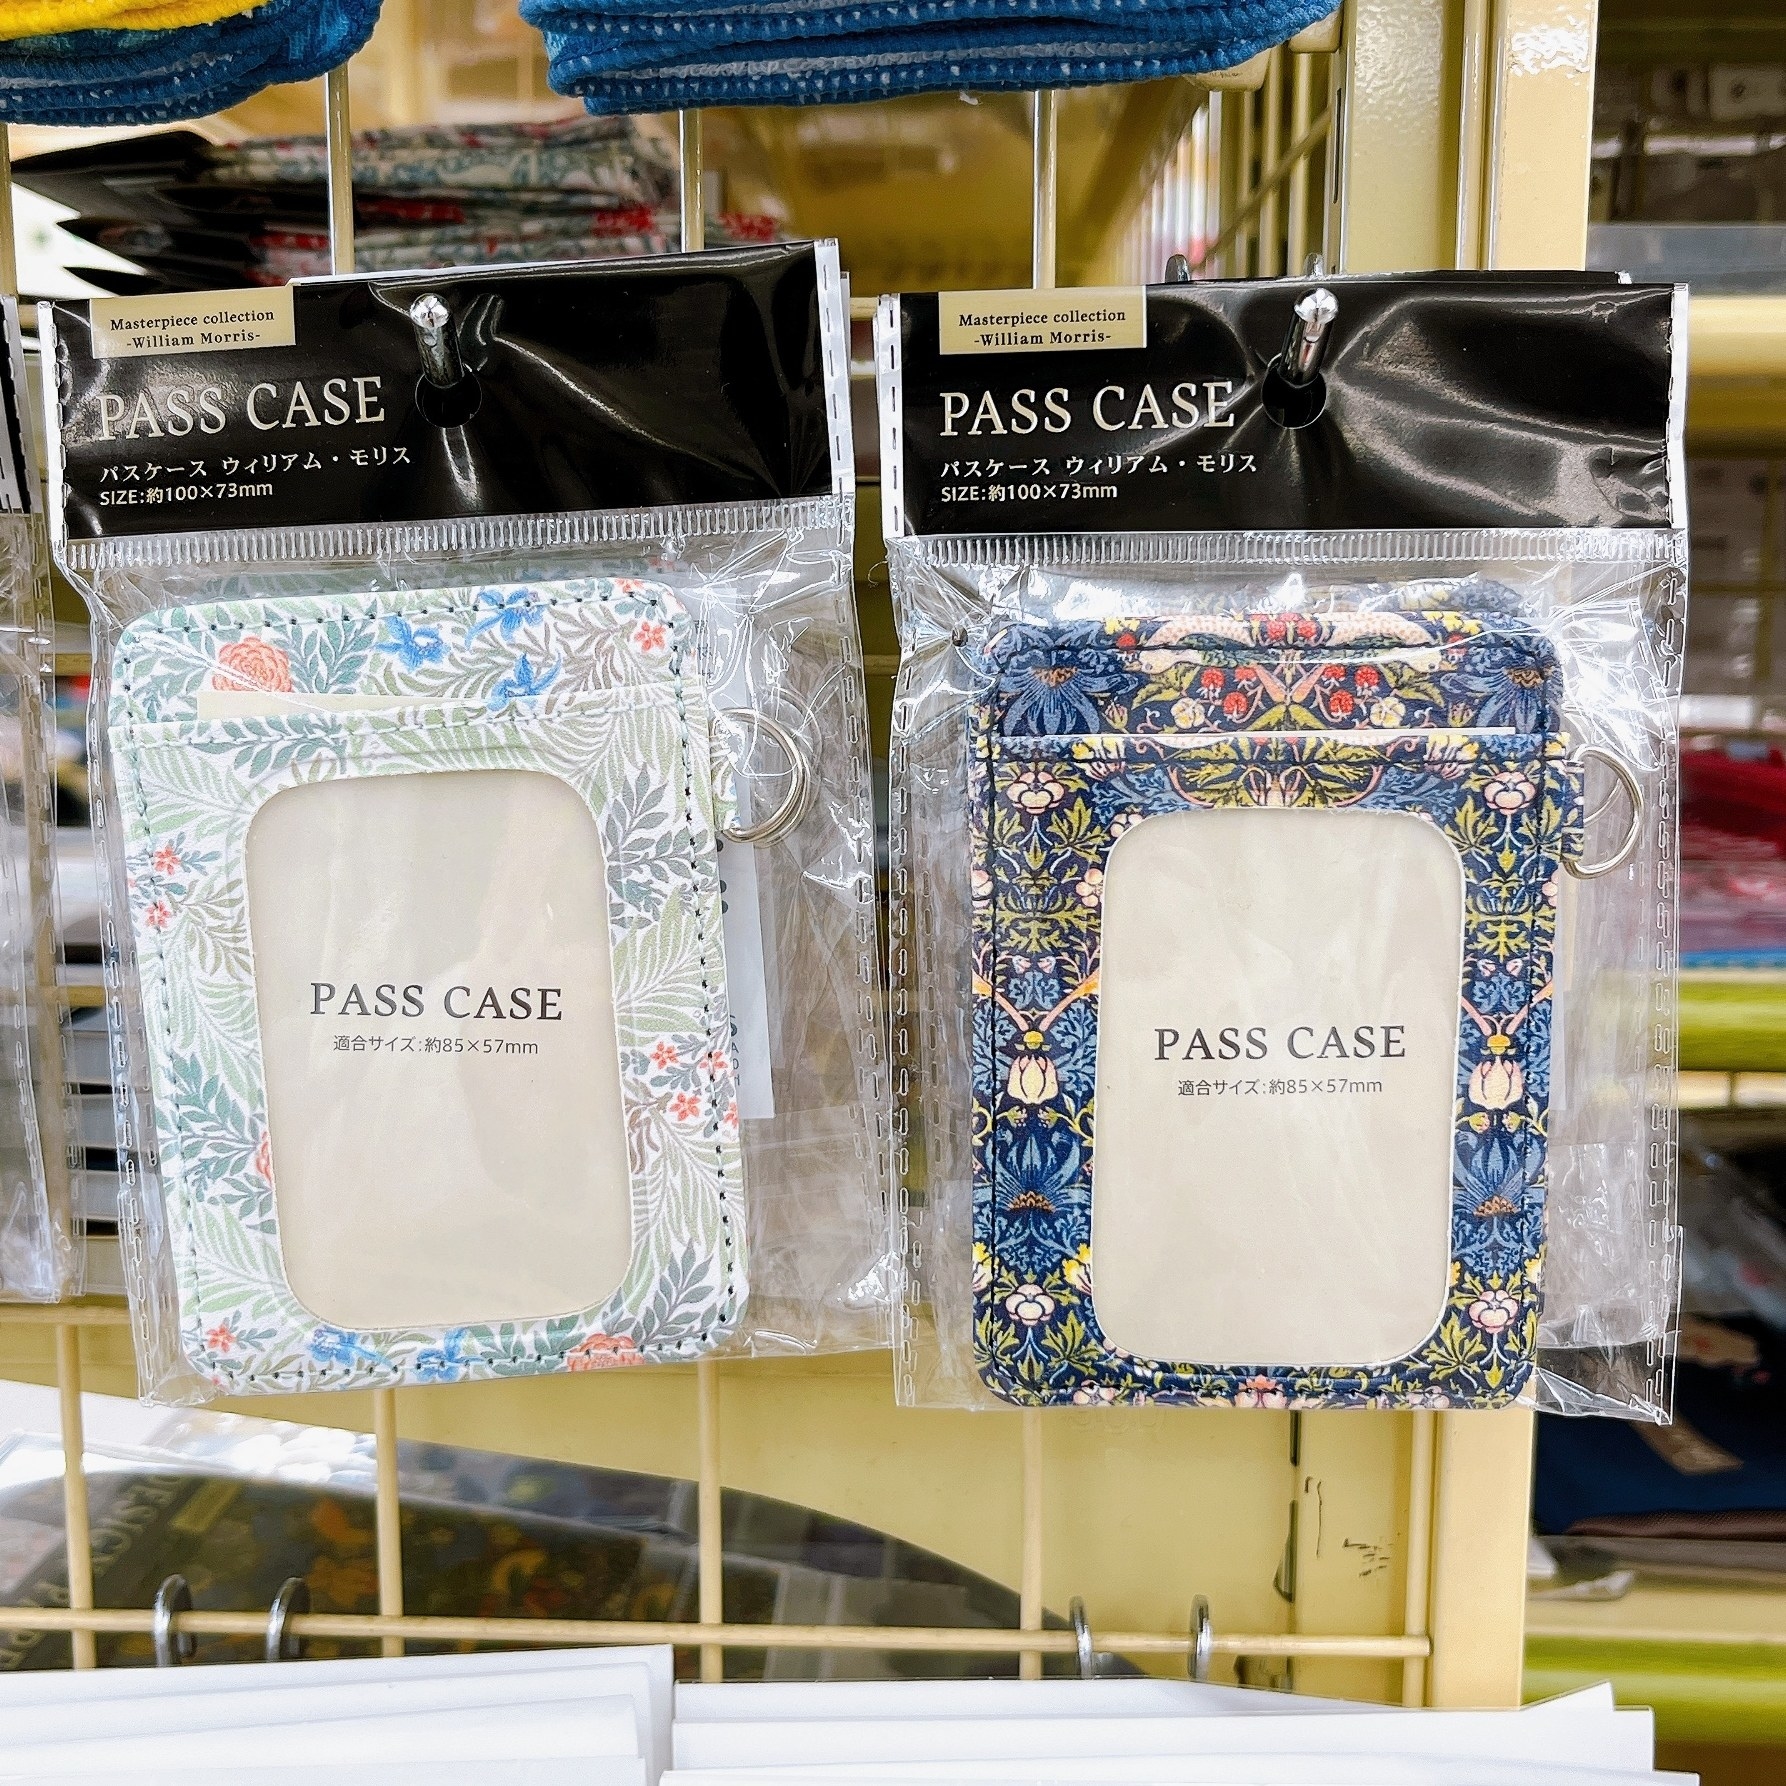 Masterpiece collection
-William Morris-
PASS CASE
パスケース ウィリアム・モリス
SIZE:約100×73mm
PASS CASE
適合サイズ:約85×57mm
Masterpiece collection
-William Morris-
PASS CASE
パスケース ウィリアム・モリス
SIZE:約100×73mm
PASS CASE
適合サイズ:約85×57mm